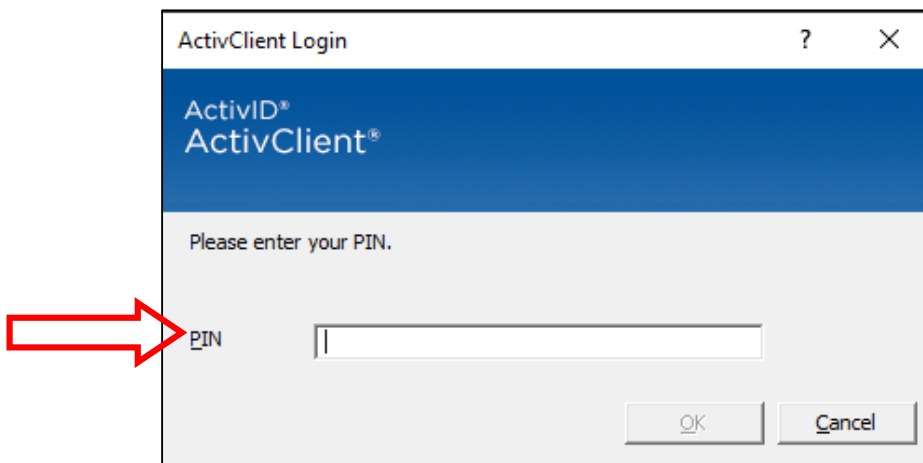 ActivClient Login ? ×
ActivID®
ActivClient®
Please enter your PIN.
PIN
OK Cancel